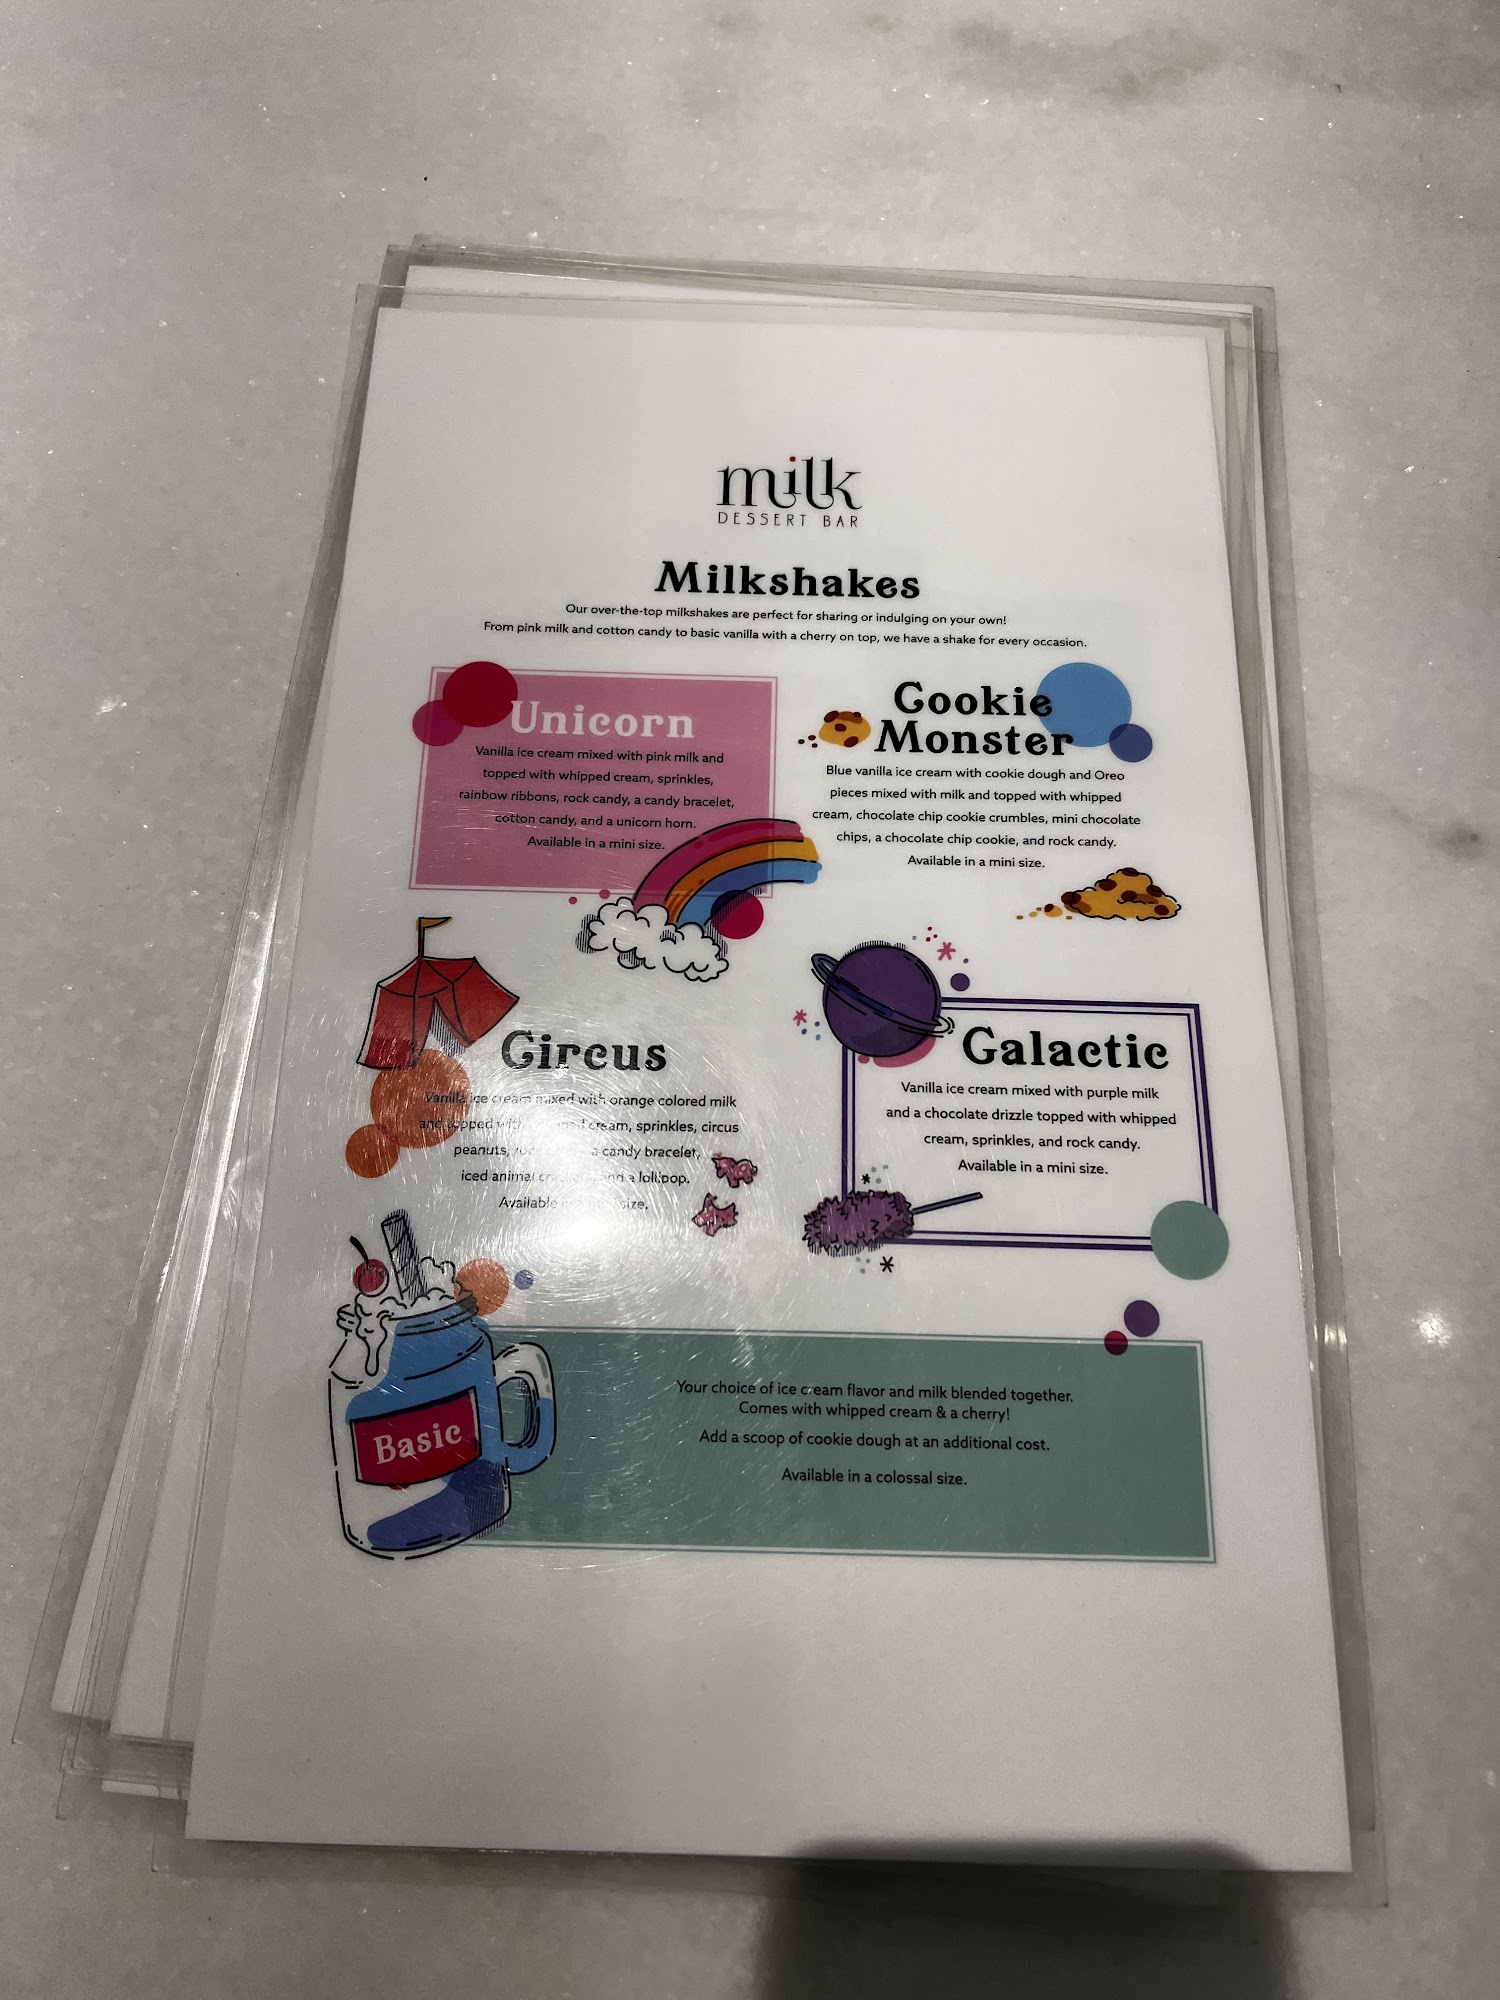 milk
DESSERT BAR
Milkshakes
Our over-the-top milkshakes are perfect for sharing or indulging on your own!
From pink milk and cotton candy to basic vanilla with a cherry on top, we have a shake for every occasion.
Unicorn
Vanilla ice cream mixed with pink milk and
topped with whipped cream, sprinkles,
rainbow ribbons, rock candy, a candy bracelet,
cotton candy, and a unicorn horn.
Available in a mini size.
Cookie
Monster
Blue vanilla ice cream with cookie dough and Oreo
pieces mixed with milk and topped with whipped
cream, chocolate chip cookie crumbles, mini chocolate
chips, a chocolate chip cookie, and rock candy.
Available in a mini size.
Circus
Vanilla ice cream mixed with orange colored milk
and topped with cream, sprinkles, circus
peanuts, a candy bracelet,
iced animal and a lollipop.
Available size.
Galactic
Vanilla ice cream mixed with purple milk
and a chocolate drizzle topped with whipped
cream, sprinkles, and rock candy.
Available in a mini size.
Basic
Your choice of ice cream flavor and milk blended together.
Comes with whipped cream & a cherry!
Add a scoop of cookie dough at an additional cost.
Available in a colossal size.